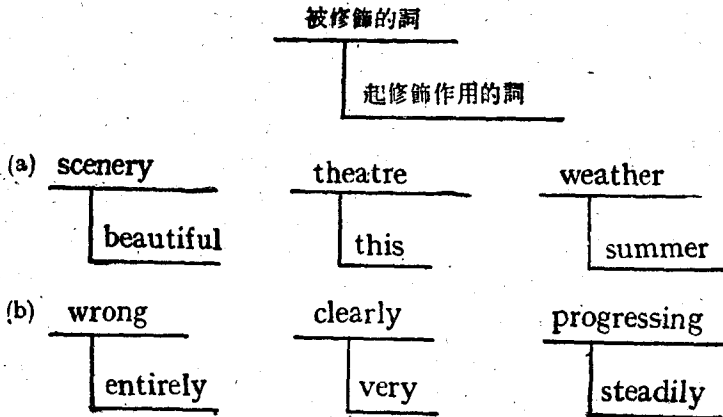 被修飾的詞
起修飾作用的詞
(a) scenery theatre weather
beautiful this summer
(b) wrong clearly progressing
entirely very steadily